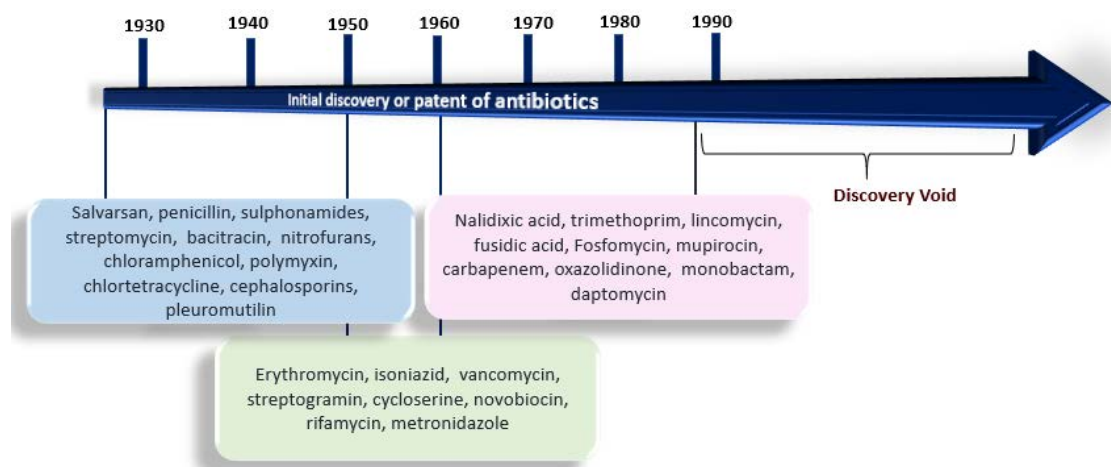 1930 1940 1950 1960 1970 1980 1990
Initial discovery or patent of antibiotics
Discovery Void
Salvarsan, penicillin, sulphonamides,
streptomycin, bacitracin, nitrofurans,
chloramphenicol, polymyxin,
chlortetracycline, cephalosporins,
pleuromutilin
Nalidixic acid, trimethoprim, lincomycin,
fusidic acid, Fosfomycin, mupirocin,
carbapenem, oxazolidinone, monobactam,
daptomycin
Erythromycin, isoniazid, vancomycin,
streptogramin, cycloserine, novobiocin,
rifamycin, metronidazole